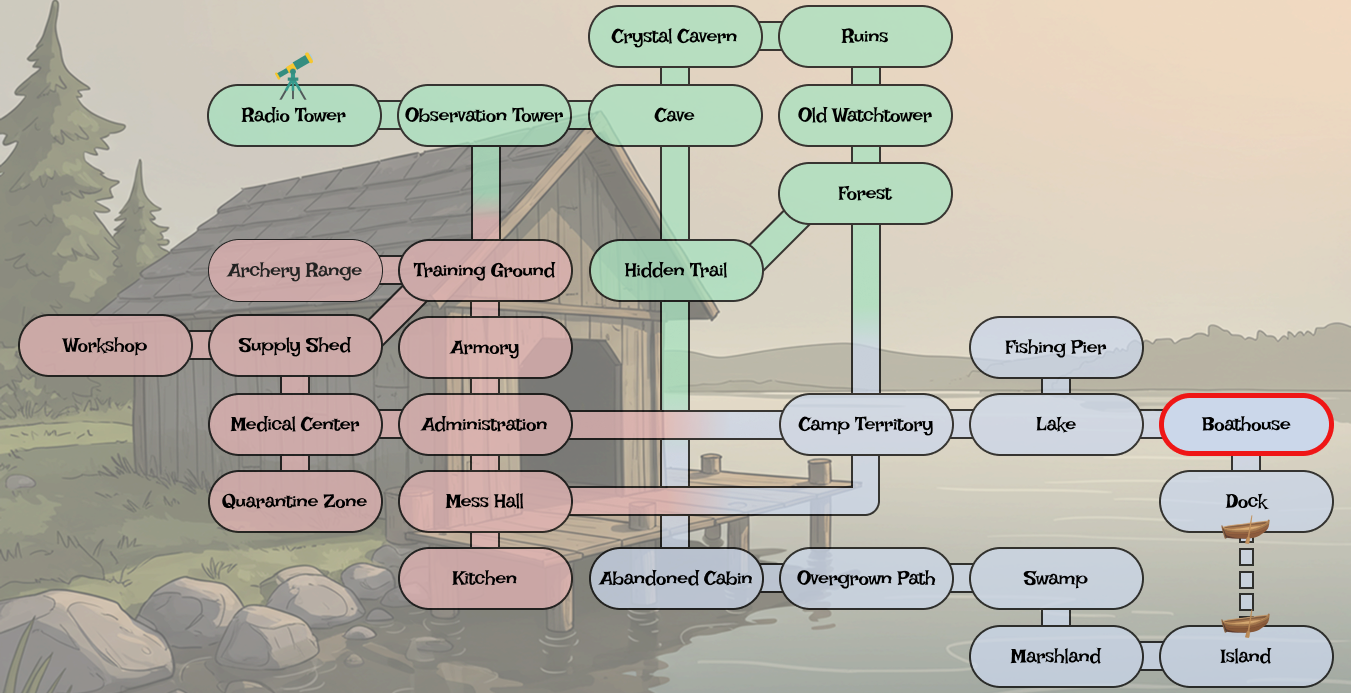 Crystal Cavern
Ruins
Radio Tower
Observation Tower
Cave
Old Watchtower
Forest
Archery Range
Training Ground
Hidden Trail
Workshop
Supply Shed
Armory
Fishing Pier
Medical Center
Administration
Camp Territory
Lake
Boathouse
Quarantine Zone
Mess Hall
Dock
Kitchen
Abandoned Cabin
Overgrown Path
Swamp
Marshland
Island